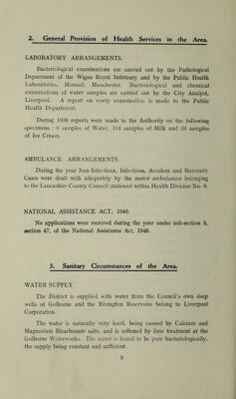 2. General Provision of Health Services in the Area.
LABORATORY ARRANGEMENTS.
Bacteriological examinations are carried out by the Pathological
Department of the Wigan Royal Infirmary and by the Public Health
Laboratories, Monsall, Manchester. Bacteriological and chemical
examinations of water samples are carried out by the City Analyst,
Liverpool. A report on every examination is made to the Public
Health Department.
During 1956 reports were made to the Authority on the following
specimens : 9 samples of Water, 114 samples of Milk and 38 samples
of Ice Cream.
AMBULANCE ARRANGEMENTS.
During the year Non-Infectious, Infectious, Accident and Maternity
Cases were dealt with adequately by the motor ambulances belonging
to the Lancashire County Council stationed within Health Division No. 8.
NATIONAL ASSISTANCE ACT, 1948.
No applications were received during the year under sub-section 8,
section 47, of the National Assistance Act, 1948.
3. Sanitary Circumstances of the Area.
WATER SUPPLY
The District is supplied with water from the Council's own deep
wells at Golborne and the Rivington Reservoirs belong to Liverpool
Corporation.
The water is naturally very hard, being caused by Calcium and
Magnesium Bicarbonate salts, and is softened by lime treatment at the
Golborne Waterworks. The water is found to be pure bacteriologically,
the supply being constant and sufficient.
8